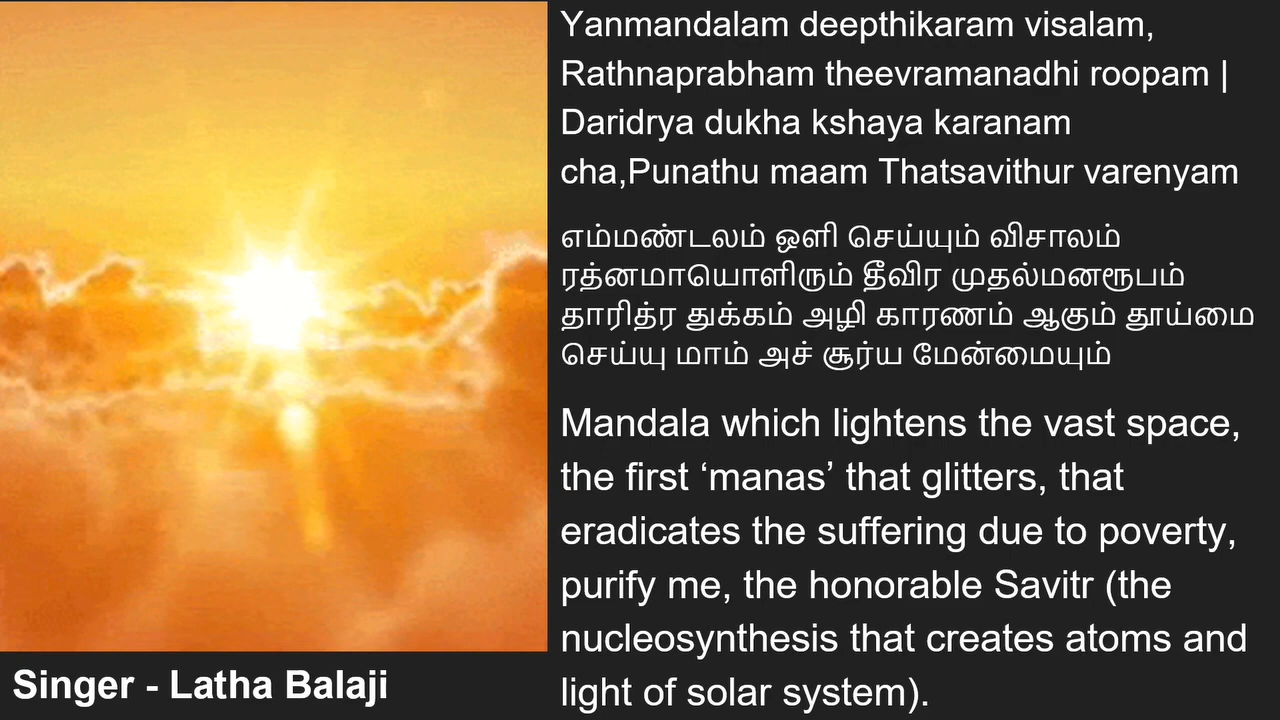 Yanmandalam deepthikaram visalam,
Rathnaprabham theevramanadhi roopam |
Daridrya dukha kshaya karanam
cha,Punathu maam Thatsavithur varenyam
எம்மண்டலம் ஒளி செய்யும் விசாலம்
ரத்னமாயொளிரும் தீவிர முதல்மனரூபம்
தாரித்ர துக்கம் அழி காரணம் ஆகும் தூய்மை
செய்யு மாம் அச் சூர்ய மேன்மையும்
Mandala which lightens the vast space,
the first ‘manas’ that glitters, that
eradicates the suffering due to poverty,
purify me, the honorable Savitr (the
nucleosynthesis that creates atoms and
light of solar system).
Singer - Latha Balaji